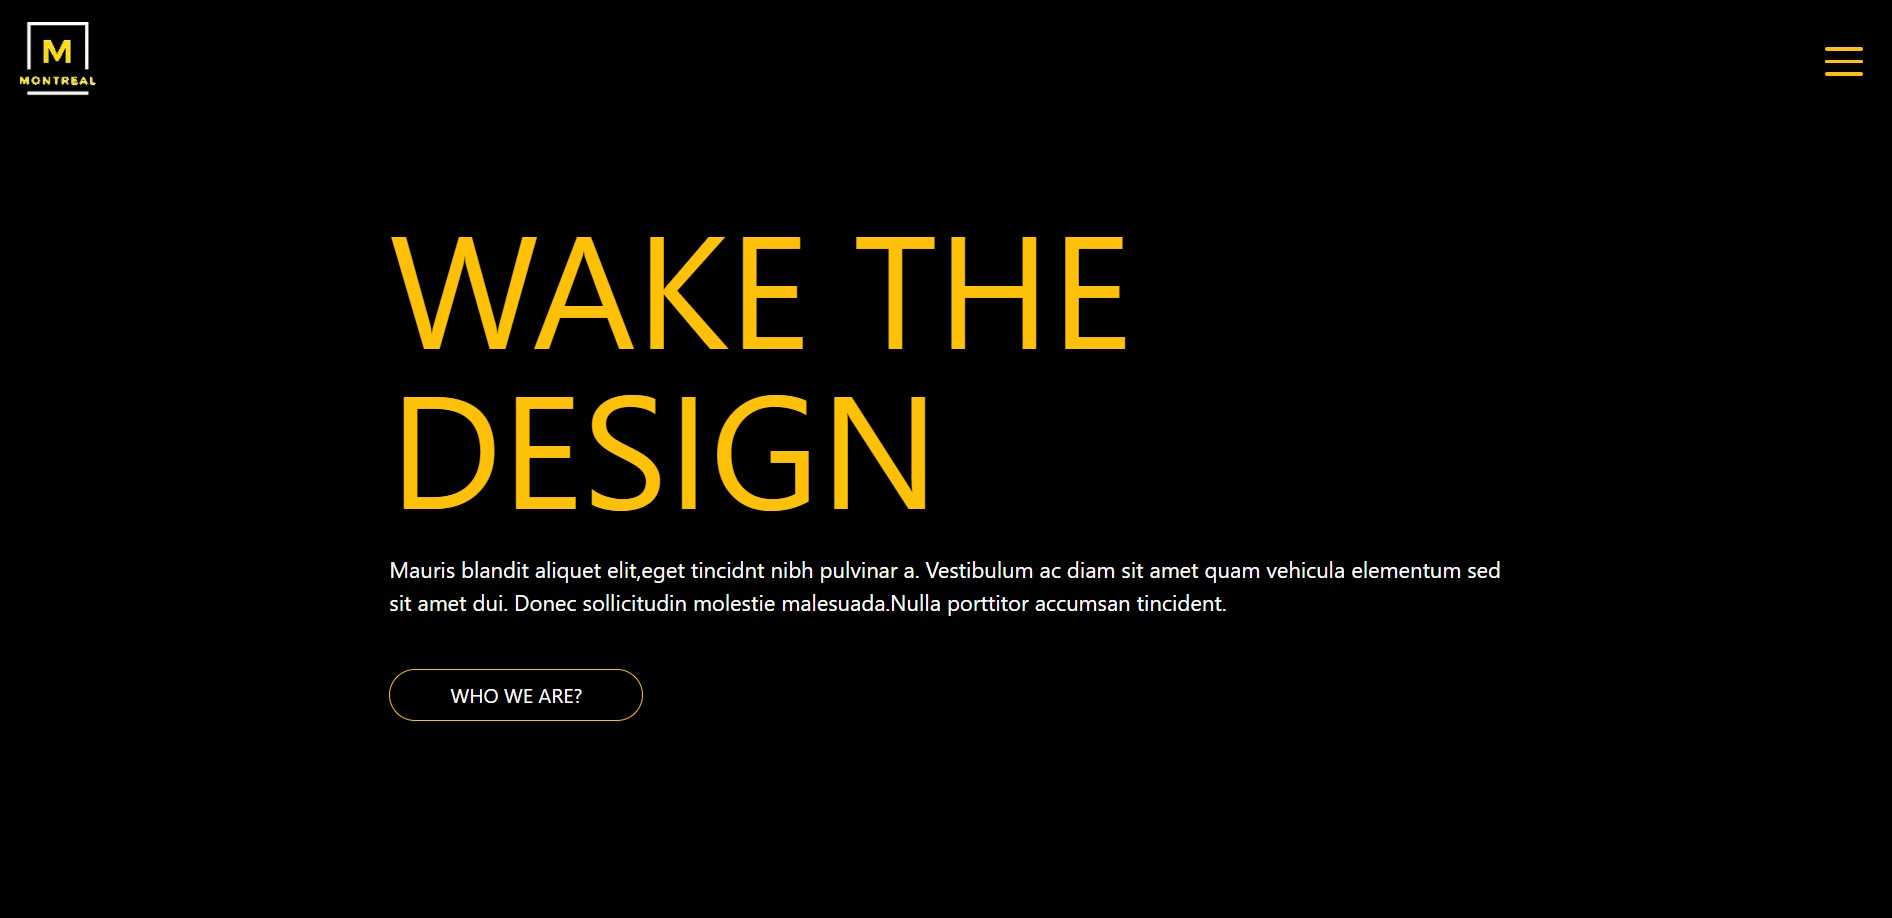 M
MONTREAL
WAKE THE
DESIGN
Mauris blandit aliquet elit,eget tincidnt nibh pulvinar a. Vestibulum ac diam sit amet quam vehicula elementum sed
sit amet dui. Donec sollicitudin molestie malesuada.Nulla porttitor accumsan tincident.
WHO WE ARE?